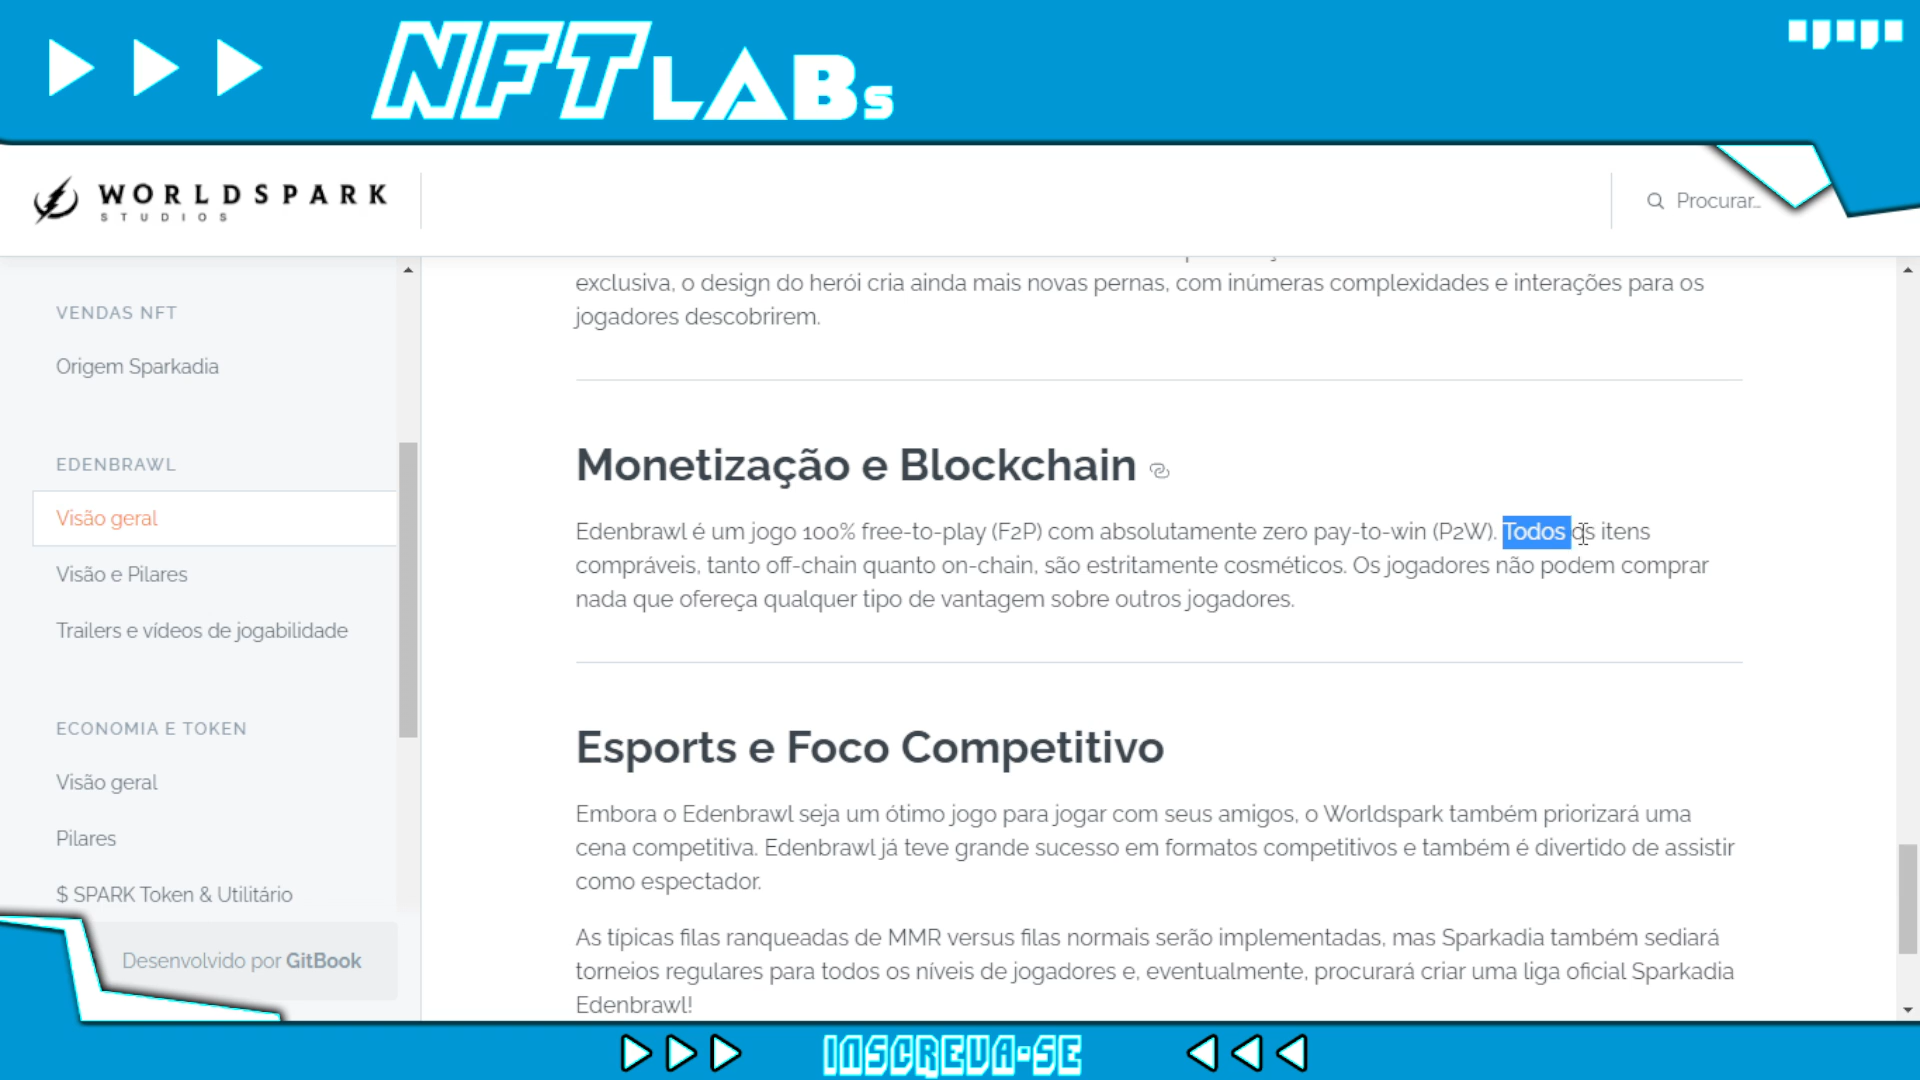 NFT LABs
WORLDSPARK
STUDIOS
Procurar...
VENDAS NFT
Origem Sparkadia
EDENBRAWL
Visão geral
Visão e Pilares
Trailers e vídeos de jogabilidade
ECONOMIA E TOKEN
Visão geral
Pilares
$ SPARK Token & Utilitário
Desenvolvido por GitBook
exclusiva, o design do herói cria ainda mais novas pernas, com inúmeras complexidades e interações para os
jogadores descobrirem.
Monetização e Blockchain
Edenbrawl é um jogo 100% free-to-play (F2P) com absolutamente zero pay-to-win (P2W). Todos os itens
compráveis, tanto off-chain quanto on-chain, são estritamente cosméticos. Os jogadores não podem comprar
nada que ofereça qualquer tipo de vantagem sobre outros jogadores.
Esports e Foco Competitivo
Embora o Edenbrawl seja um ótimo jogo para jogar com seus amigos, o Worldspark também priorizará uma
cena competitiva. Edenbrawl já teve grande sucesso em formatos competitivos e também é divertido de assistir
como espectador.
As típicas filas ranqueadas de MMR versus filas normais serão implementadas, mas Sparkadia também sediará
torneios regulares para todos os níveis de jogadores e, eventualmente, procurará criar uma liga oficial Sparkadia
Edenbrawl!
INSCREVA-SE